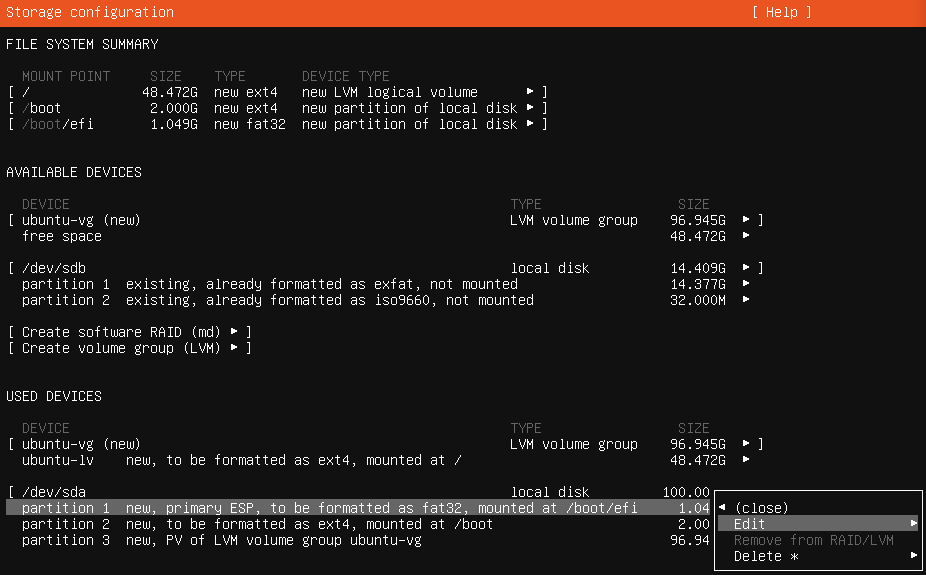 Storage configuration [ Help ]
FILE SYSTEM SUMMARY
MOUNT POINT SIZE TYPE DEVICE TYPE
[ / 48.472G new ext4 new LVM logical volume ▸ ]
[ /boot 2.000G new ext4 new partition of local disk ▸ ]
[ /boot/efi 1.049G new fat32 new partition of local disk ▸ ]
AVAILABLE DEVICES
DEVICE TYPE SIZE
[ ubuntu-vg (new) LVM volume group 96.945G ▸ ]
free space 48.472G ▸
[ /dev/sdb local disk 14.409G ▸ ]
partition 1 existing, already formatted as exfat, not mounted 14.377G ▸
partition 2 existing, already formatted as iso9660, not mounted 32.000M ▸
[ Create software RAID (md) ▸ ]
[ Create volume group (LVM) ▸ ]
USED DEVICES
DEVICE TYPE SIZE
[ ubuntu-vg (new) LVM volume group 96.945G ▸ ]
ubuntu-lv new, to be formatted as ext4, mounted at / 48.472G ▸
[ /dev/sda local disk 100.00
partition 1 new, primary ESP, to be formatted as fat32, mounted at /boot/efi 1.04 ◂ (close)
partition 2 new, to be formatted as ext4, mounted at /boot 2.00 Edit ▸
partition 3 new, PV of LVM volume group ubuntu-vg 96.94 Remove from RAID/LVM
Delete * ▸